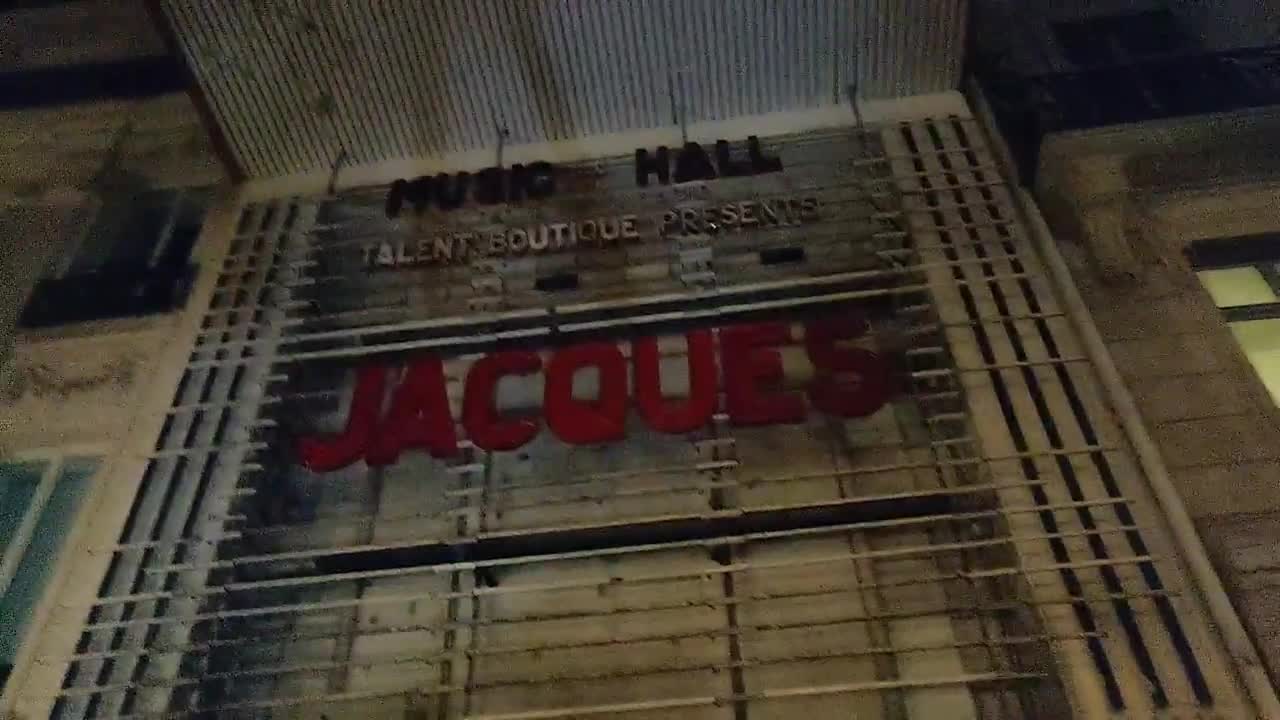 MUSIC HALL
TALENT BOUTIQUE PRESENTS
JACQUES